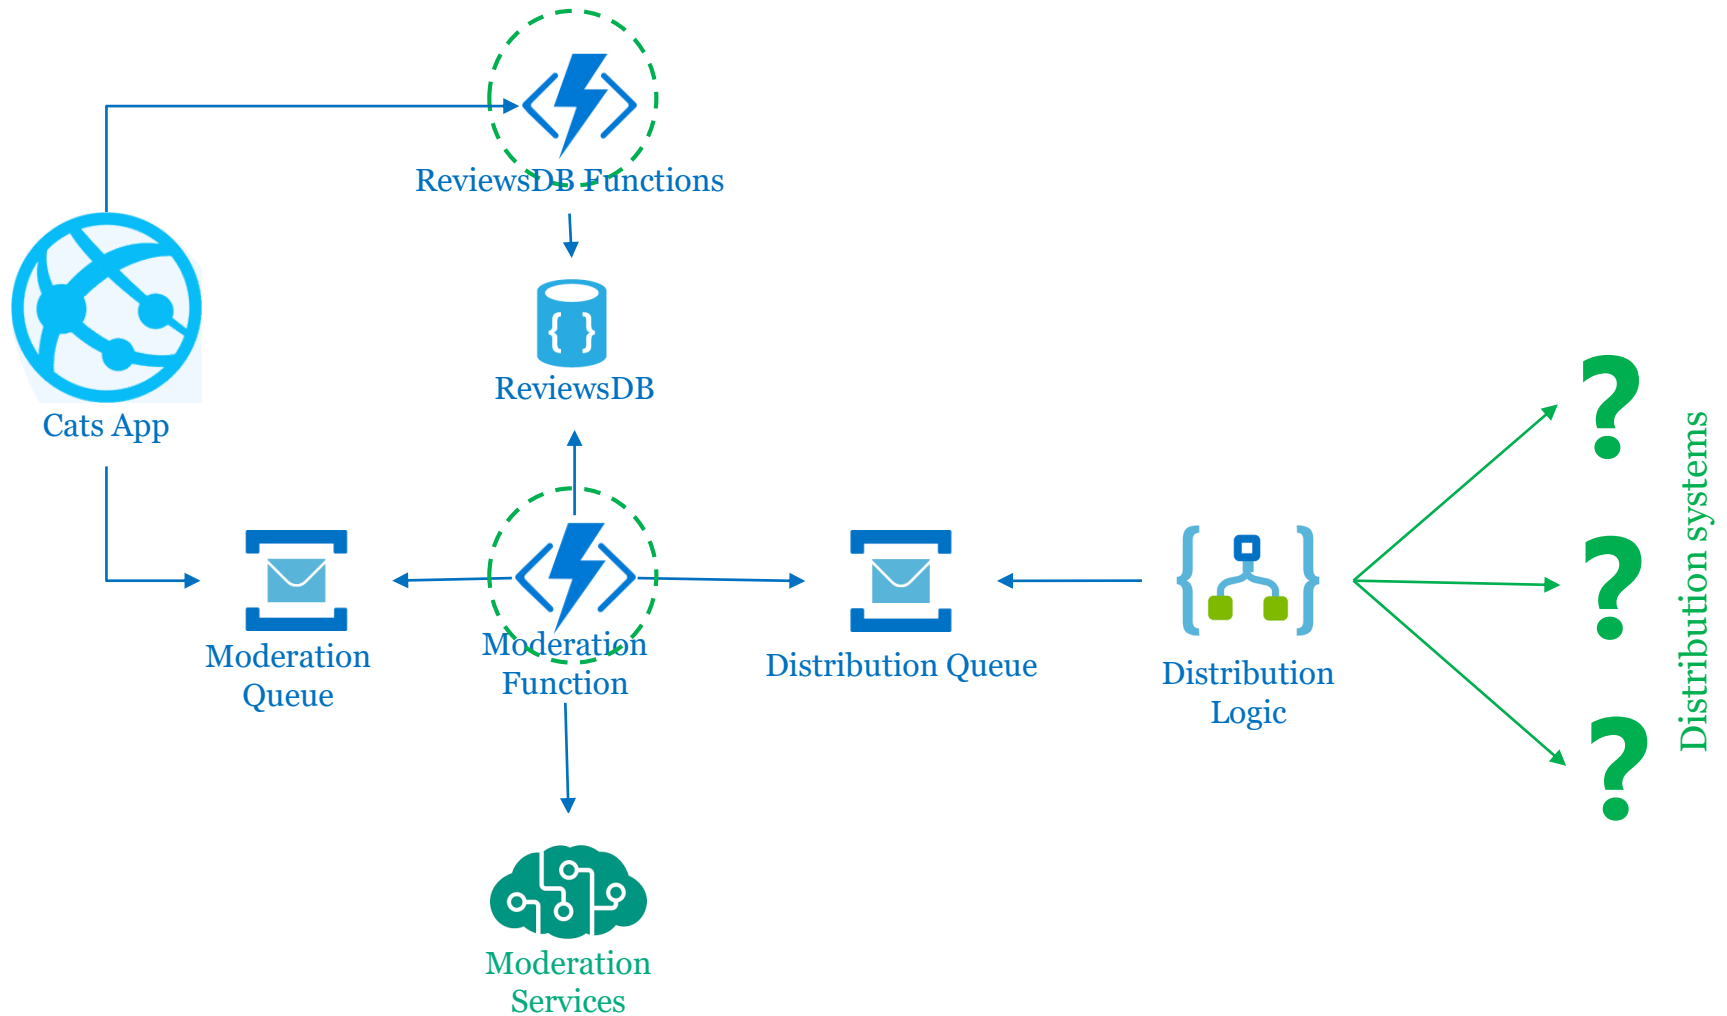 ReviewsDB Functions
{ }
ReviewsDB
Cats App
Moderation
Queue
Moderation
Function
Distribution Queue
Distribution
Logic
?
?
?
Distribution systems
Moderation
Services